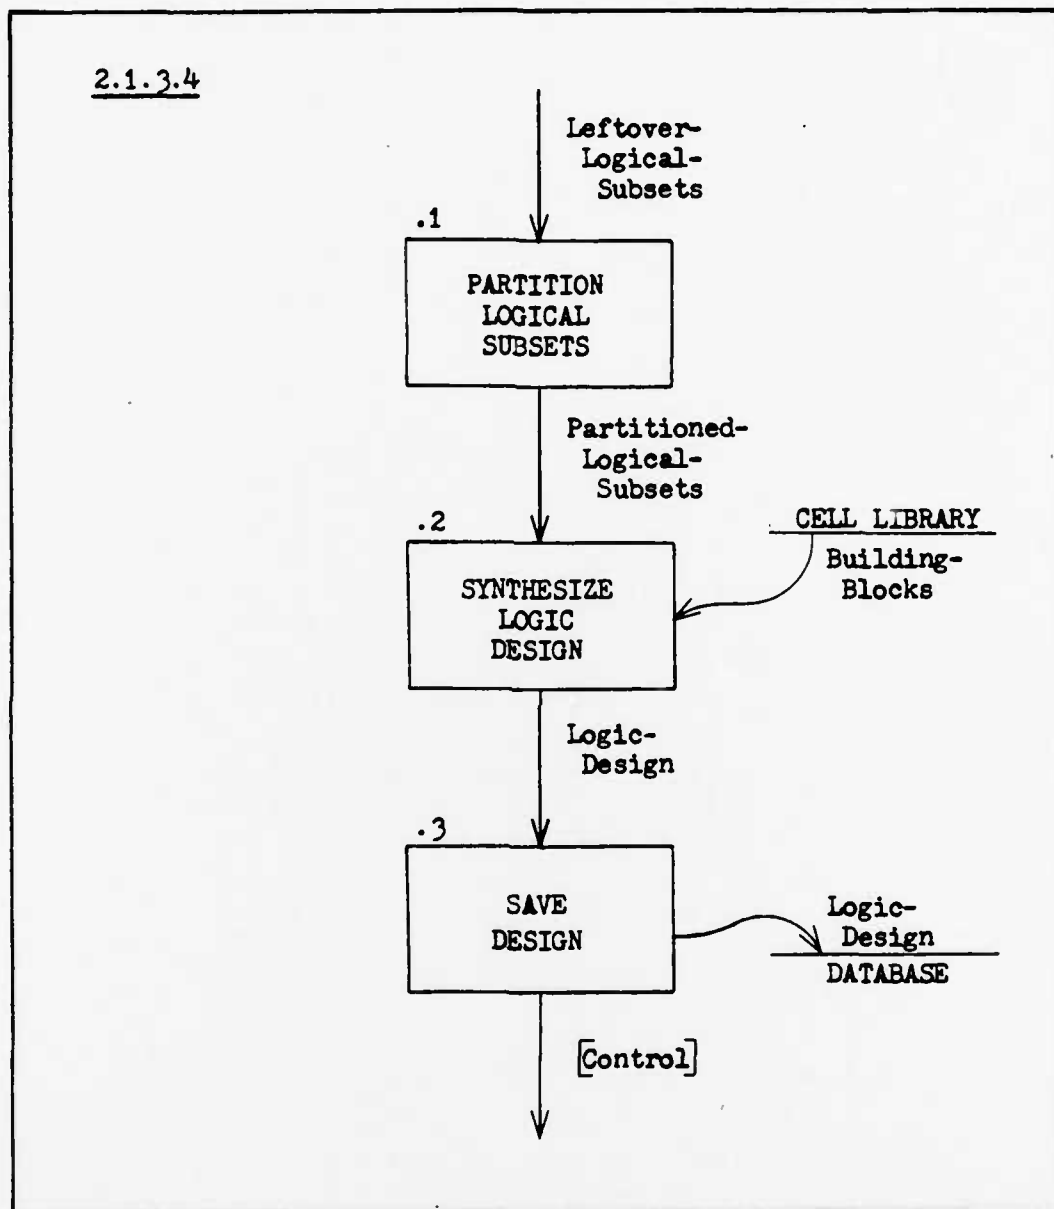 2.1.3.4
Leftover-
Logical-
Subsets
.1
PARTITION
LOGICAL
SUBSETS
Partitioned-
Logical-
Subsets
.2
SYNTHESIZE
LOGIC
DESIGN
CELL LIBRARY
Building-
Blocks
Logic-
Design
.3
SAVE
DESIGN
Logic-
Design
DATABASE
[Control]